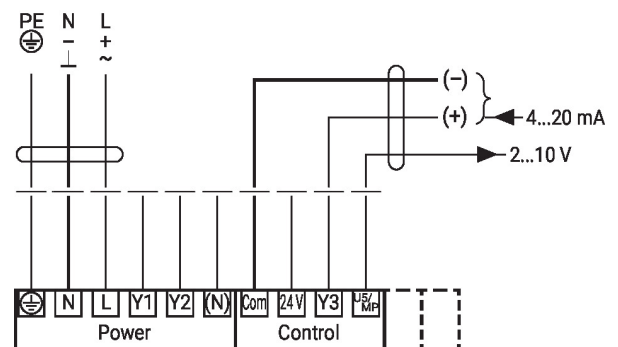 PE N L
− +
⊥ ~
(−)
(+) 4...20 mA
2...10 V
N L Y1 Y2 (N) Com 24V Y3 U5/MP
Power Control